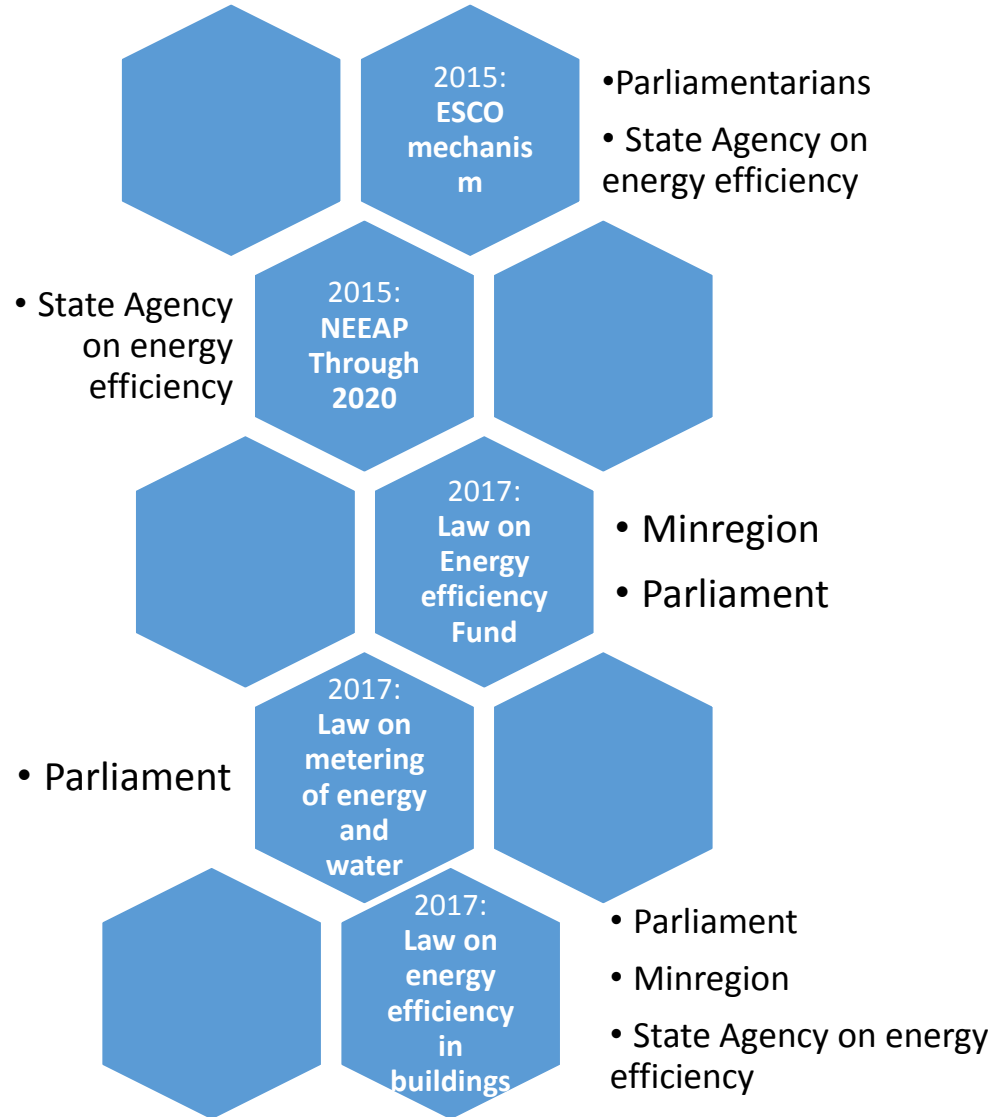 2015:
ESCO
mechanis
m
•Parliamentarians
• State Agency on
energy efficiency
• State Agency
on energy
efficiency
2015:
NEEAP
Through
2020
2017:
Law on
Energy
efficiency
Fund
• Minregion
• Parliament
• Parliament
2017:
Law on
metering
of energy
and
water
2017:
Law on
energy
efficiency
in
buildings
• Parliament
• Minregion
• State Agency on energy
efficiency